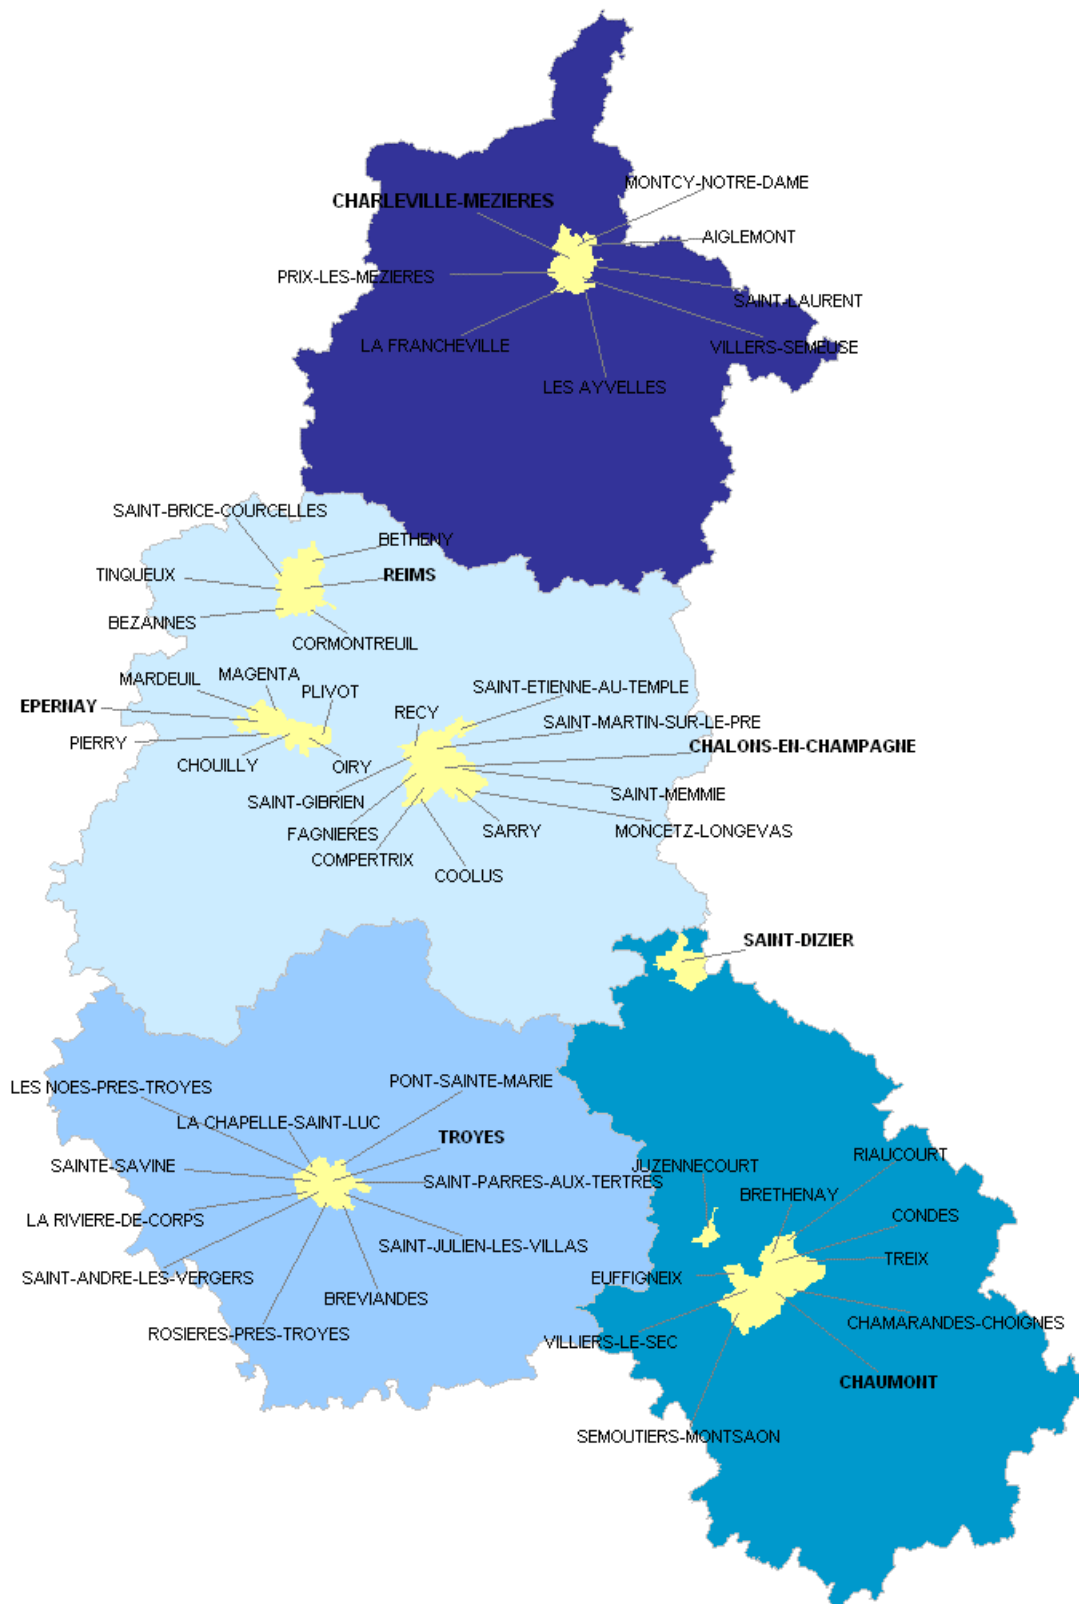 MONTCY-NOTRE-DAME
CHARLEVILLE-MEZIERES
AIGLEMONT
PRIX-LES-MEZIERES
SAINT-LAURENT
LA FRANCHEVILLE
VILLERS-SEMEUSE
LES AYVELLES
SAINT-BRICE-COURCELLES
BETHENY
TINQUEUX
REIMS
BEZANNES
CORMONTREUIL
MAGENTA
MARDEUIL
PLIVOT
SAINT-ETIENNE-AU-TEMPLE
EPERNAY
RECY
SAINT-MARTIN-SUR-LE-PRE
PIERRY
CHALONS-EN-CHAMPAGNE
CHOUILLY
OIRY
SAINT-MEMMIE
SAINT-GIBRIEN
FAGNIERES
SARRY
MONCETZ-LONGEVAS
COMPERTRIX
COOLUS
SAINT-DIZIER
LES NOES-PRES-TROYES
PONT-SAINTE-MARIE
LA CHAPELLE-SAINT-LUC
TROYES
SAINTE-SAVINE
SAINT-PARRES-AUX-TERTRES
LA RIVIERE-DE-CORPS
SAINT-JULIEN-LES-VILLAS
SAINT-ANDRE-LES-VERGERS
BREVIANDES
ROSIERES-PRES-TROYES
RIAUCOURT
JUZENNECOURT
BRETHENAY
CONDES
TREIX
EUFFIGNEIX
CHAMARANDES-CHOIGNES
VILLIERS-LE-SEC
CHAUMONT
SEMOUTIERS-MONTSAON